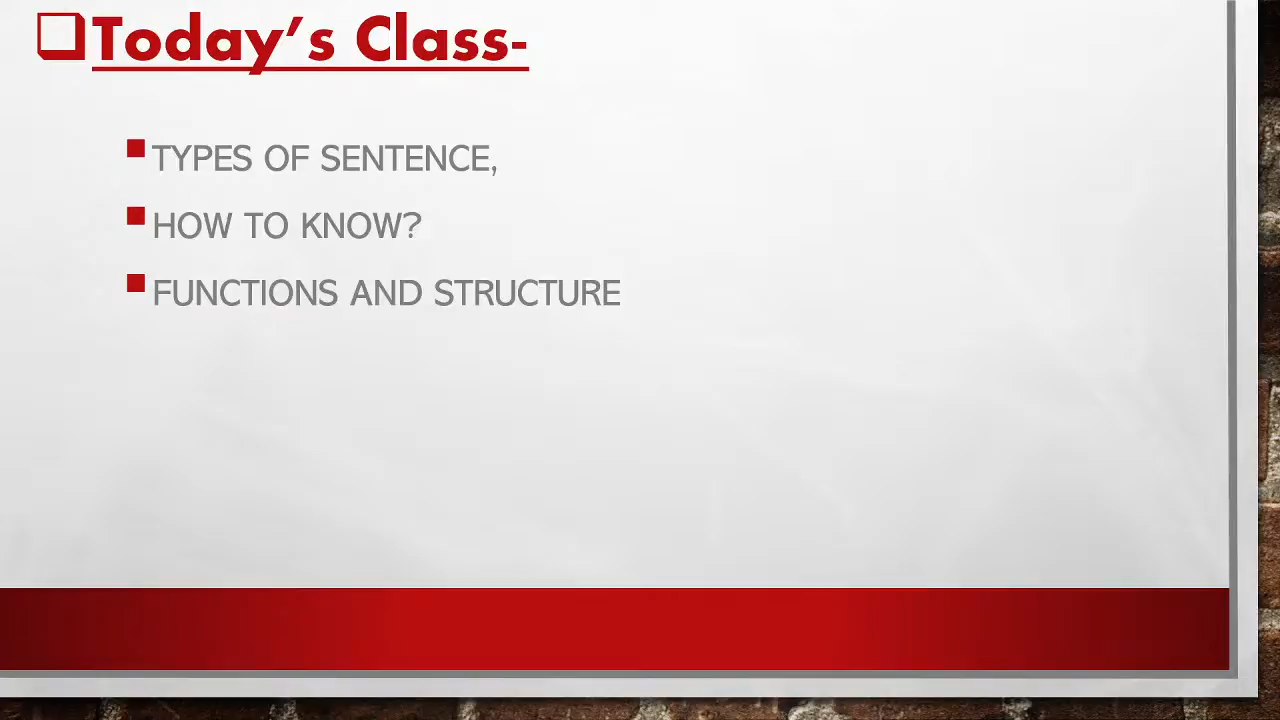 Today's Class-
TYPES OF SENTENCE,
HOW TO KNOW?
FUNCTIONS AND STRUCTURE